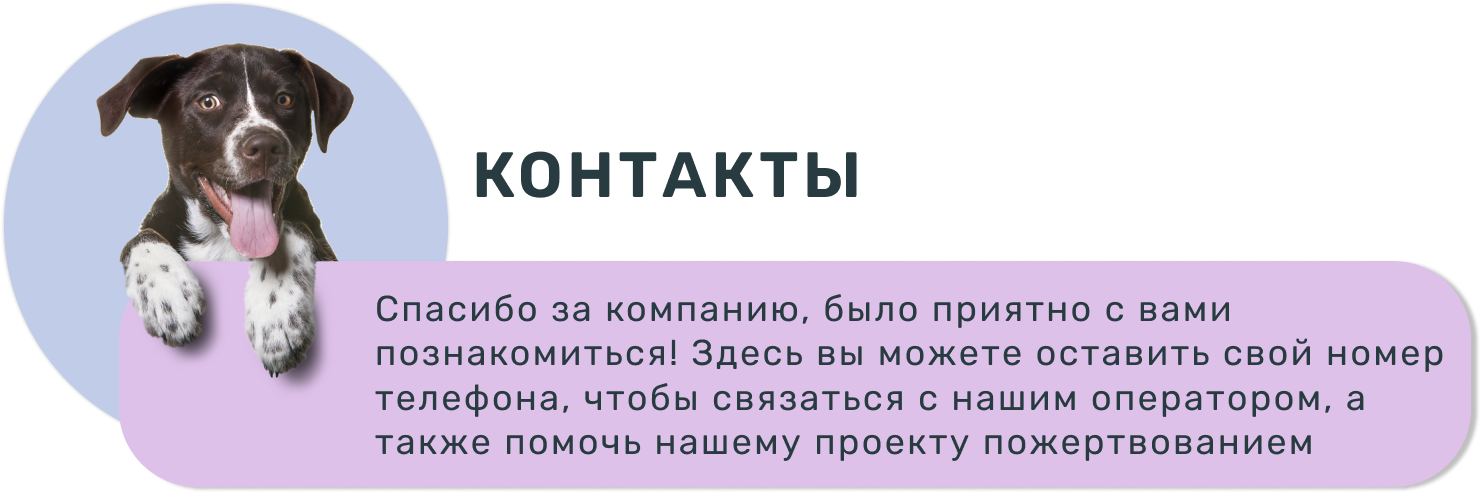 КОНТАКТЫ
Спасибо за компанию, было приятно с вами
познакомиться! Здесь вы можете оставить свой номер
телефона, чтобы связаться с нашим оператором, а
также помочь нашему проекту пожертвованием